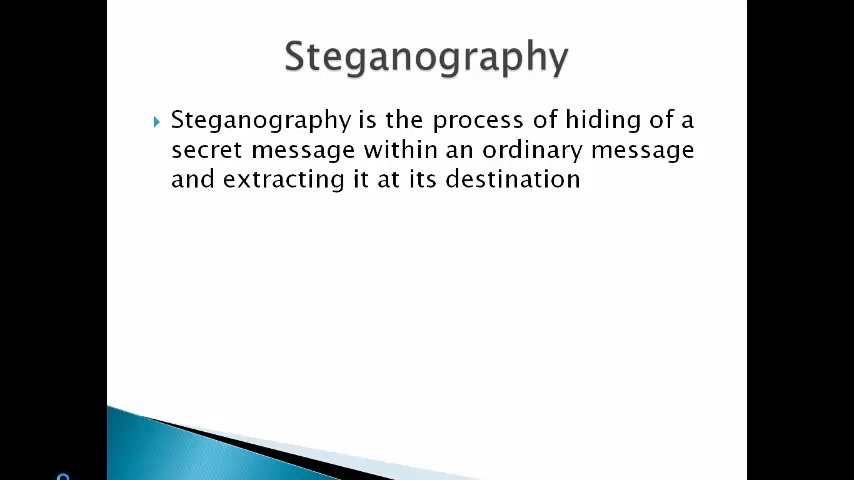 Steganography
Steganography is the process of hiding of a
secret message within an ordinary message
and extracting it at its destination